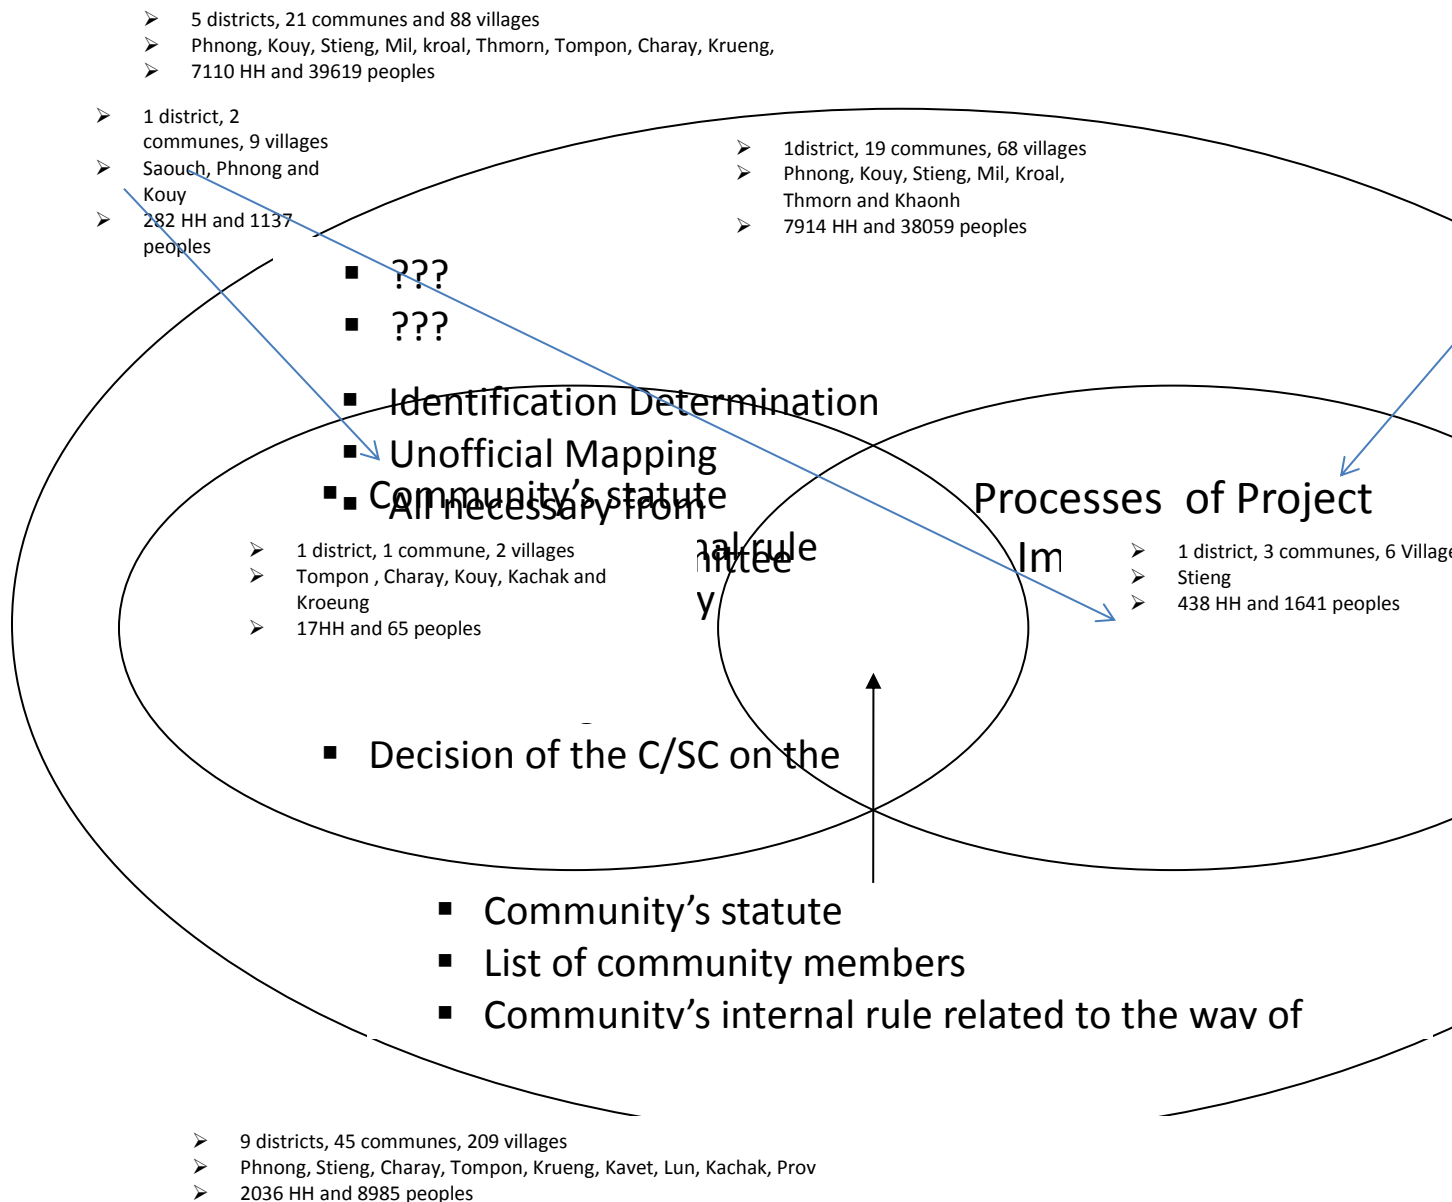 ➢ 5 districts, 21 communes and 88 villages
➢ Phnong, Kouy, Stieng, Mil, kroal, Thmorn, Tompon, Charay, Krueng,
➢ 7110 HH and 39619 peoples
➢ 1 district, 2
communes, 9 villages
➢ Saouch, Phnong and
Kouy
➢ 282 HH and 1137
peoples
➢ 1district, 19 communes, 68 villages
➢ Phnong, Kouy, Stieng, Mil, Kroal,
Thmorn and Khaonh
➢ 7914 HH and 38059 peoples
▪ ???
▪ ???
▪ Identification Determination
▪ Unofficial Mapping
▪ Community’s statute
▪ All necessary from
rule
Processes of Project
Im
➢ 1 district, 1 commune, 2 villages
➢ Tompon , Charay, Kouy, Kachak and
Kroeung
➢ 17HH and 65 peoples
➢ 1 district, 3 communes, 6 Village
➢ Stieng
➢ 438 HH and 1641 peoples
y
▪ Decision of the C/SC on the
▪ Community’s statute
▪ List of community members
▪ Community’s internal rule related to the way of
➢ 9 districts, 45 communes, 209 villages
➢ Phnong, Stieng, Charay, Tompon, Krueng, Kavet, Lun, Kachak, Prov
➢ 2036 HH and 8985 peoples